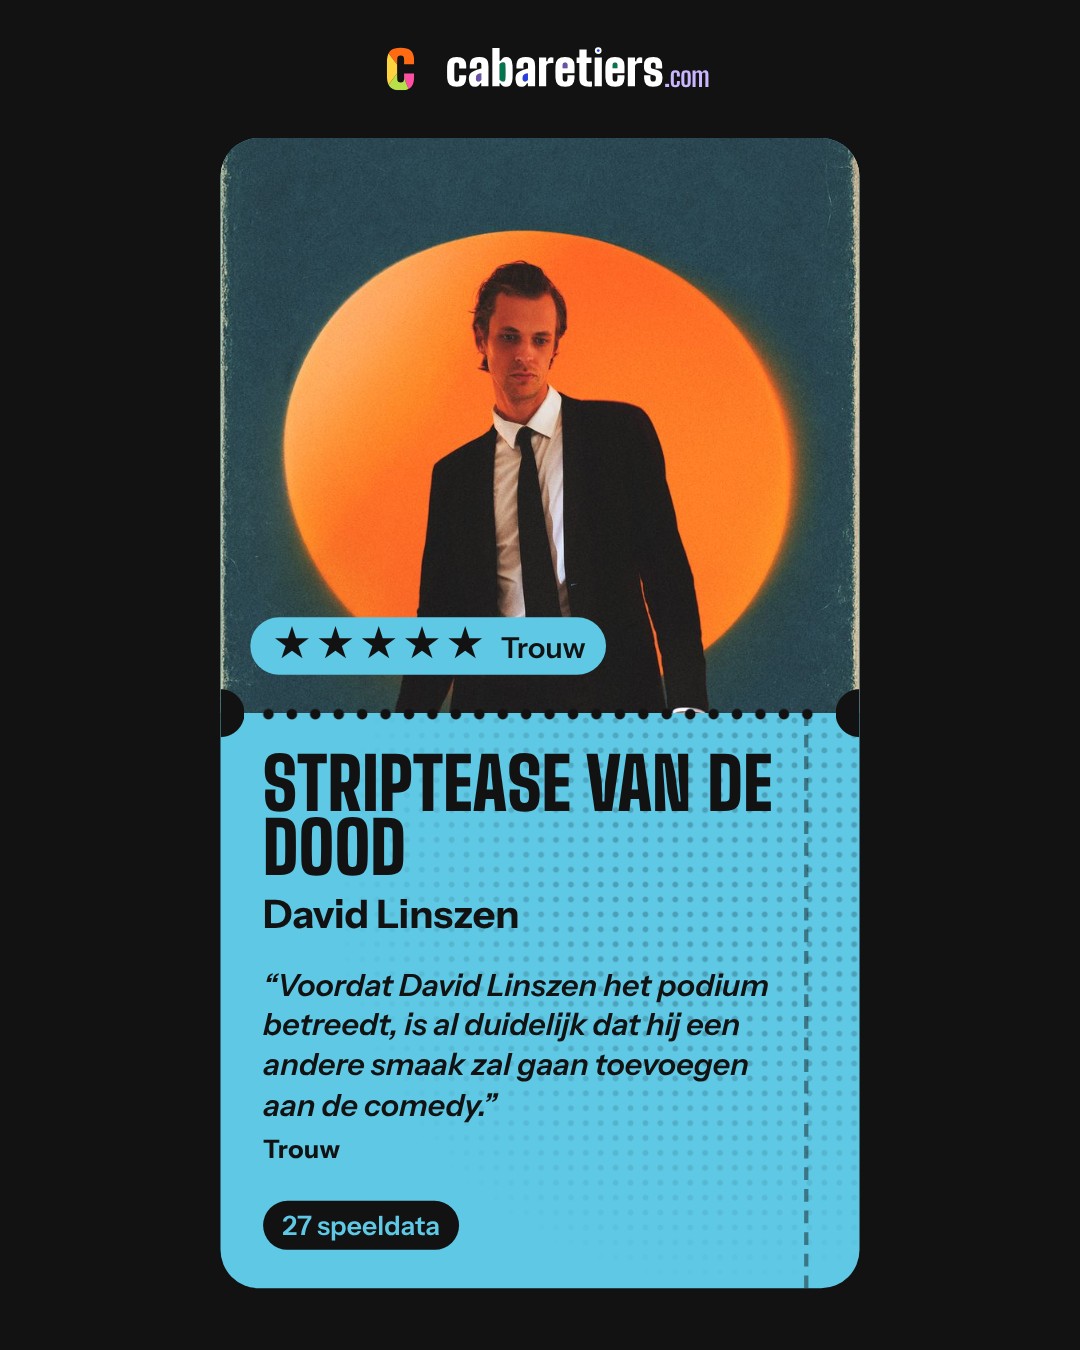 cabaretiers.com
★★★★★ Trouw
STRIPTEASE VAN DE
DOOD
David Linszen
“Voordat David Linszen het podium
betreedt, is al duidelijk dat hij een
andere smaak zal gaan toevoegen
aan de comedy.”
Trouw
27 speeldata